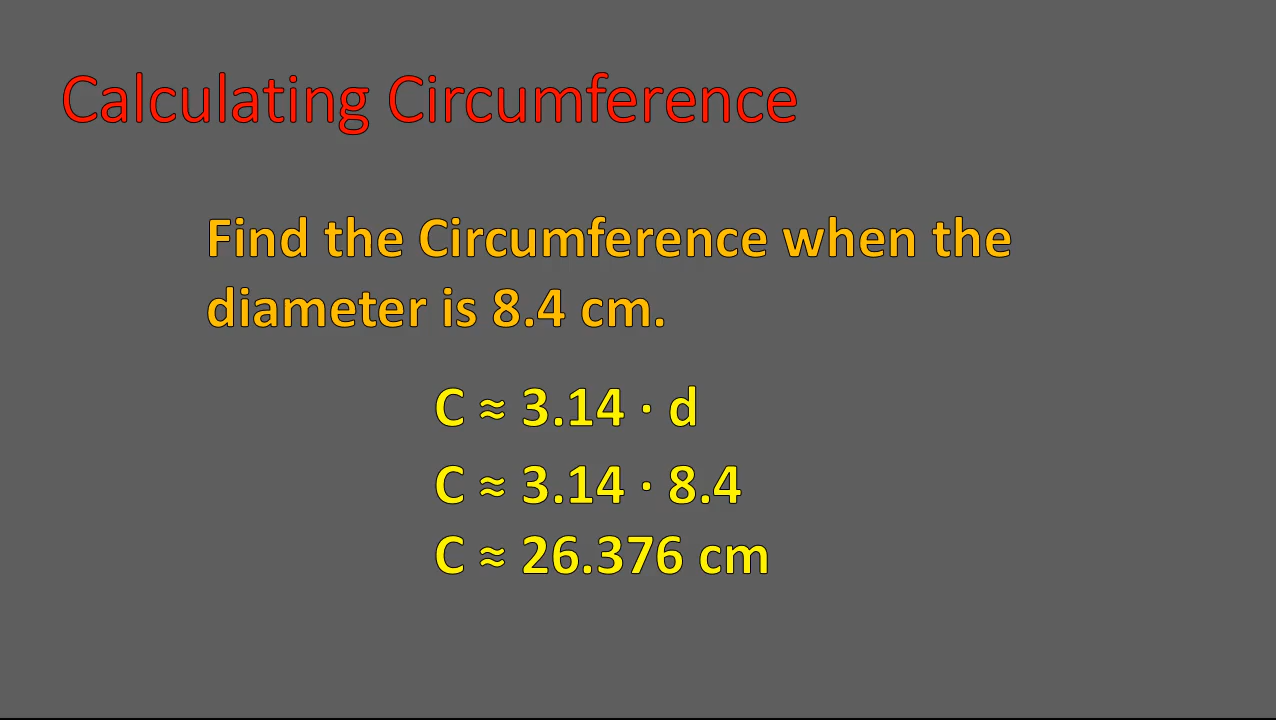 Calculating Circumference
Find the Circumference when the
diameter is 8.4 cm.
C ≈ 3.14 · d
C ≈ 3.14 · 8.4
C ≈ 26.376 cm